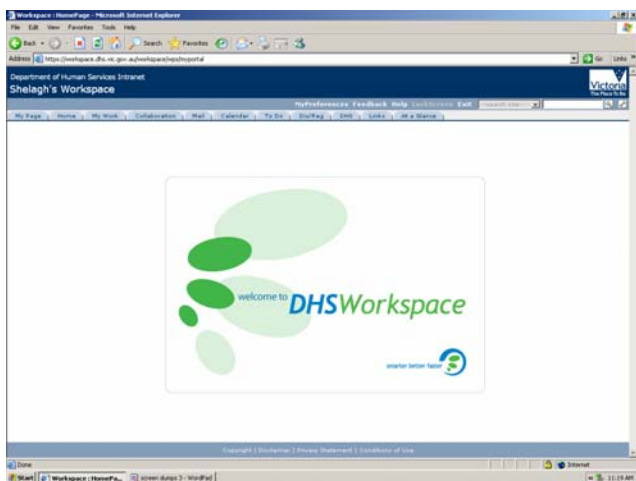 Workspace : HomePage - Microsoft Internet Explorer
File Edit View Favorites Tools Help
Back Search Favorites
Address https://workspace.dhs.vic.gov.au/workspace/wps/myportal Go Links
Department of Human Services Intranet
Shelagh's Workspace
Victoria
The Place To Be
MyPreferences Feedback Help LockScreen Exit
My Page Home My Work Collaboration Mail Calendar To Do Div/Reg DHS Links At a Glance
welcome to DHSWorkspace
smarter better faster
Copyright | Disclaimer | Privacy Statement | Conditions of Use
Done Internet
Start Workspace : HomePa... screen dumps 3 - WordPad 11:19 AM